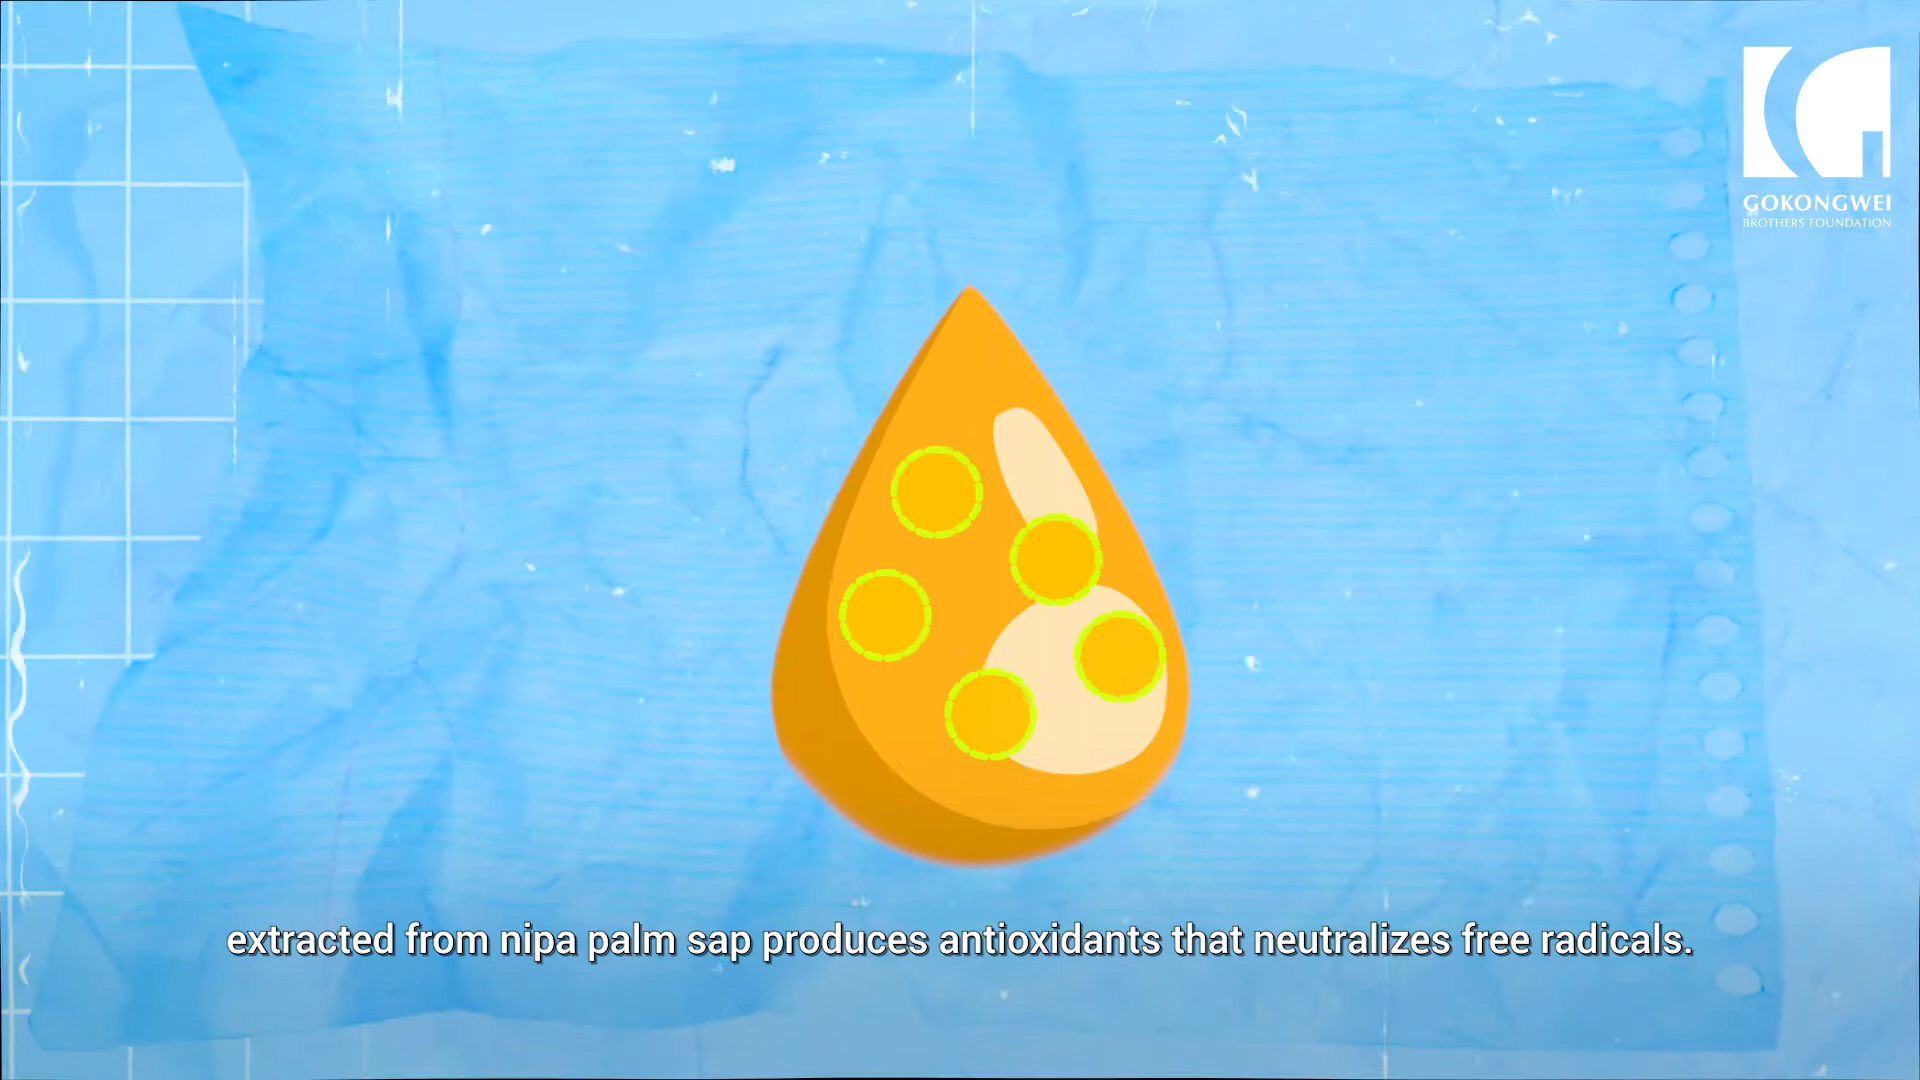 GOKONGWEI
BROTHERS FOUNDATION
extracted from nipa palm sap produces antioxidants that neutralizes free radicals.